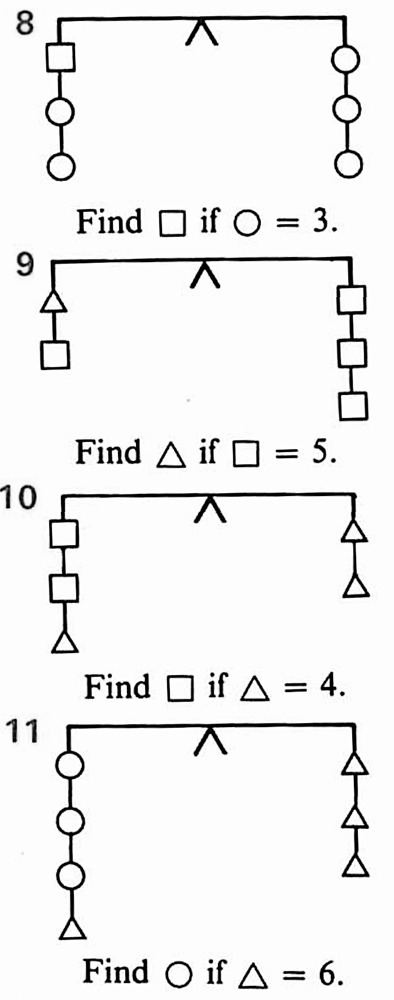 8
Find □ if ○ = 3.
9
Find △ if □ = 5.
10
Find □ if △ = 4.
11
Find ○ if △ = 6.